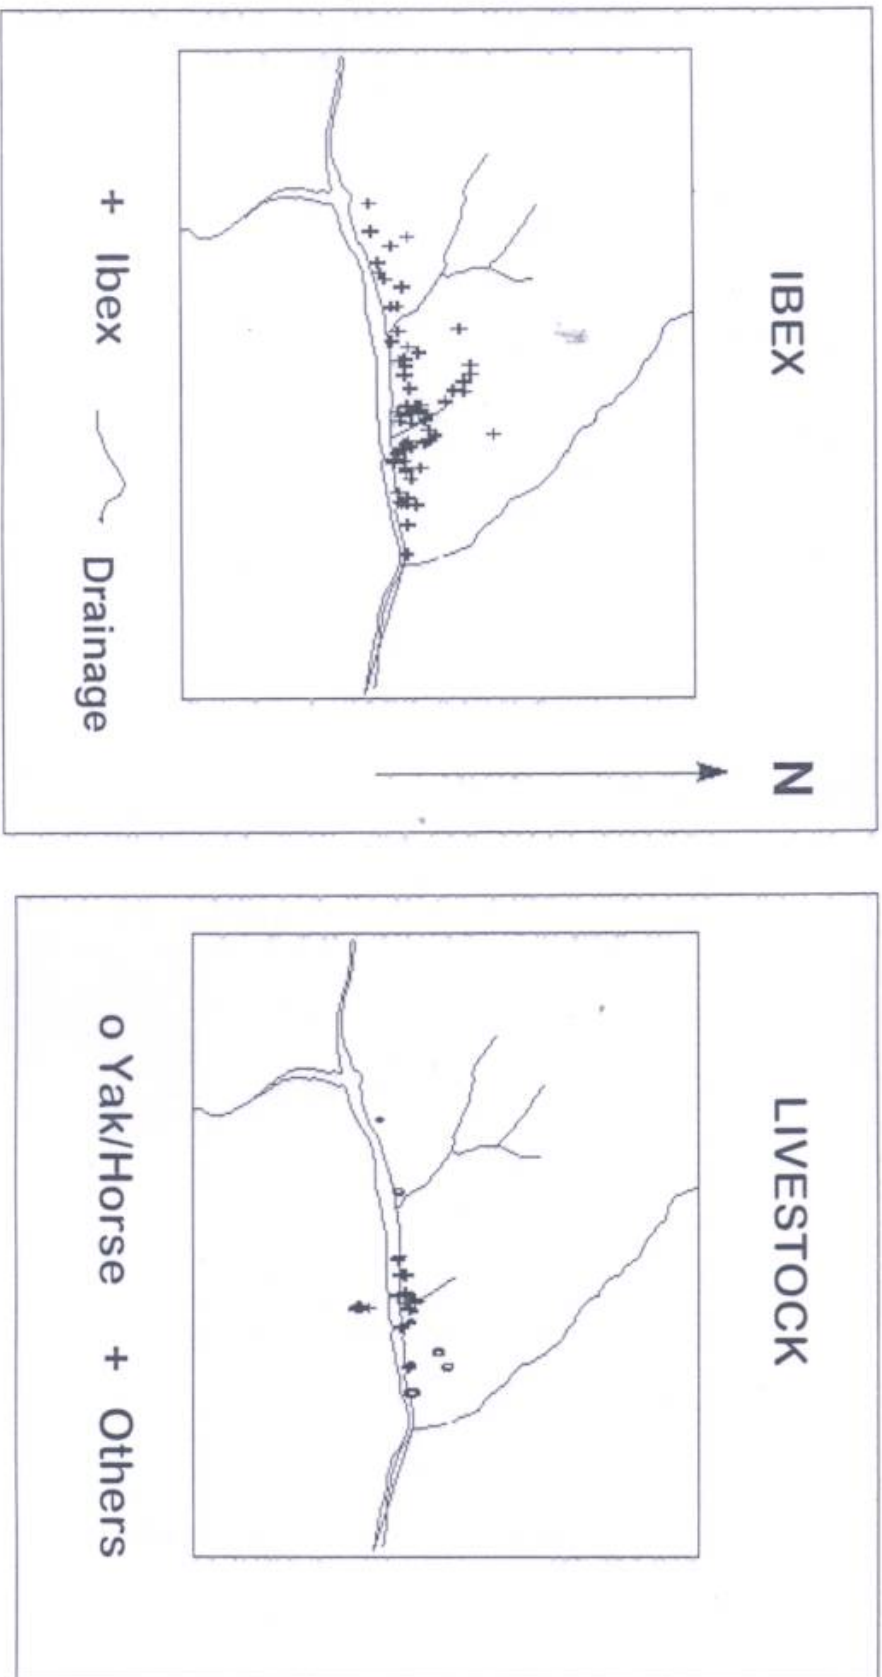 IBEX
N
+ Ibex Drainage
LIVESTOCK
o Yak/Horse + Others